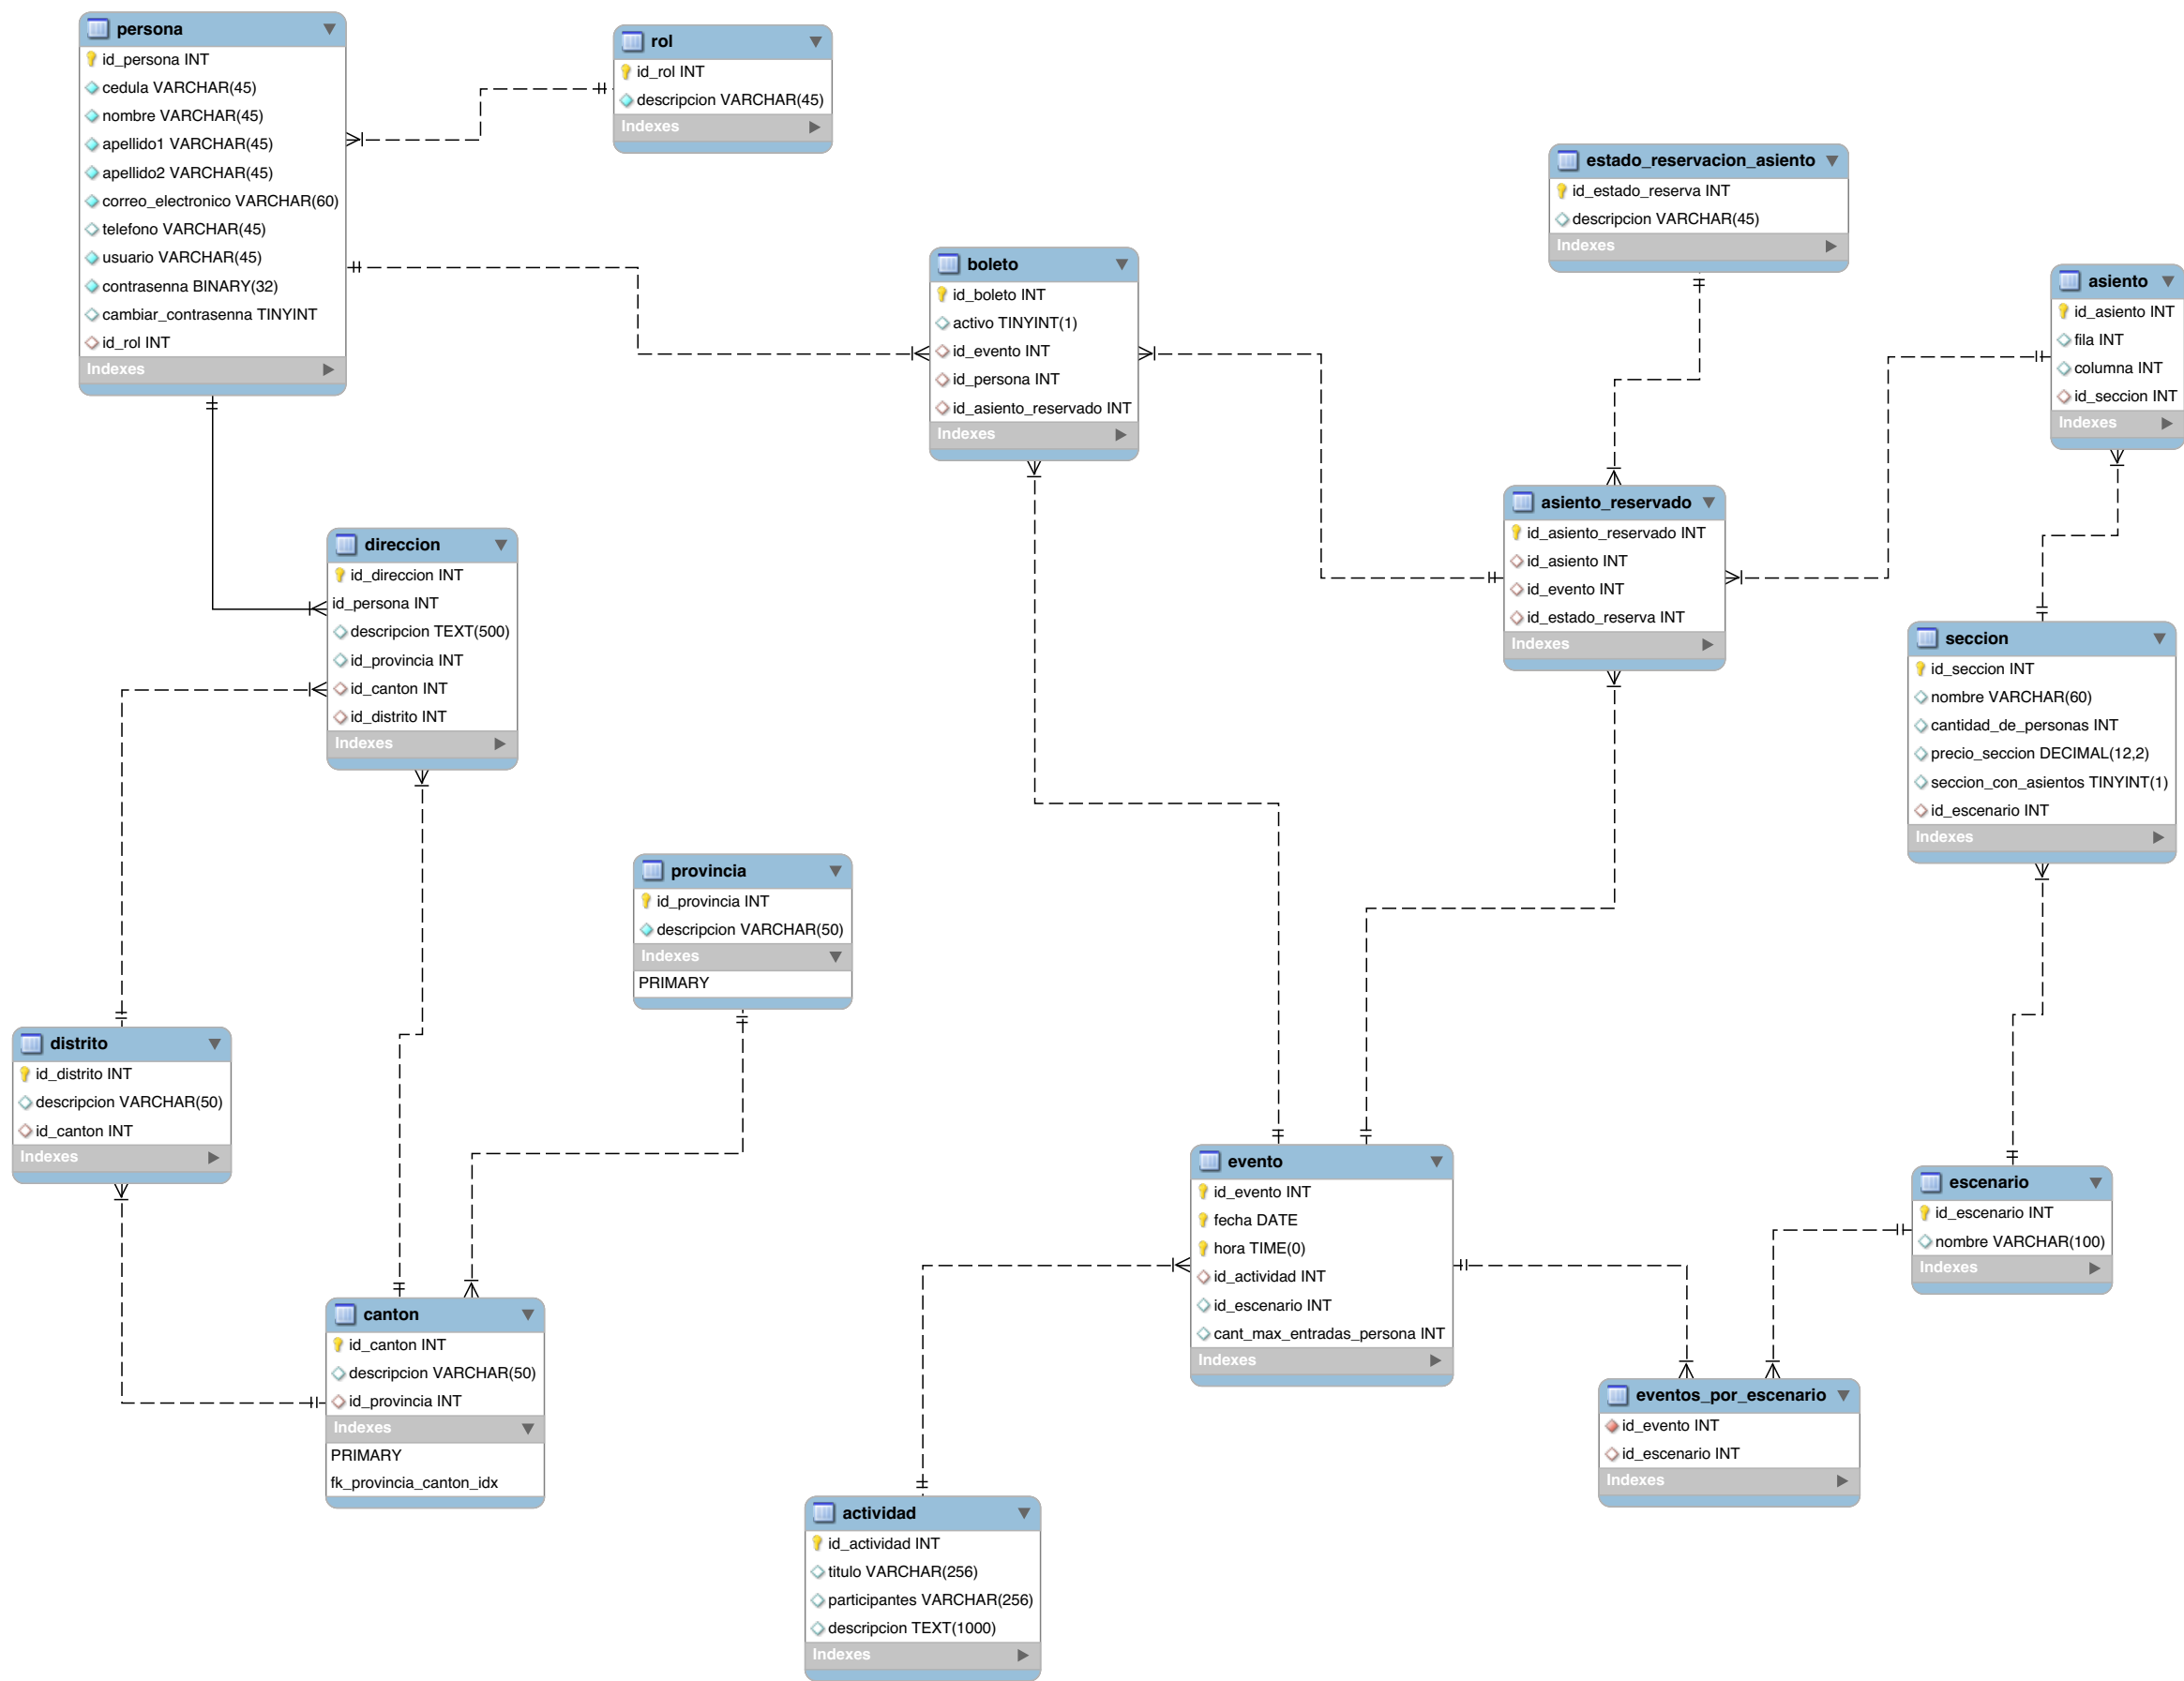 persona
id_persona INT
cedula VARCHAR(45)
nombre VARCHAR(45)
apellido1 VARCHAR(45)
apellido2 VARCHAR(45)
correo_electronico VARCHAR(60)
telefono VARCHAR(45)
usuario VARCHAR(45)
contrasenna BINARY(32)
cambiar_contrasenna TINYINT
id_rol INT
Indexes
rol
id_rol INT
descripcion VARCHAR(45)
Indexes
estado_reservacion_asiento
id_estado_reserva INT
descripcion VARCHAR(45)
Indexes
boleto
id_boleto INT
activo TINYINT(1)
id_evento INT
id_persona INT
id_asiento_reservado INT
Indexes
asiento
id_asiento INT
fila INT
columna INT
id_seccion INT
Indexes
asiento_reservado
id_asiento_reservado INT
id_asiento INT
id_evento INT
id_estado_reserva INT
Indexes
direccion
id_direccion INT
id_persona INT
descripcion TEXT(500)
id_provincia INT
id_canton INT
id_distrito INT
Indexes
seccion
id_seccion INT
nombre VARCHAR(60)
cantidad_de_personas INT
precio_seccion DECIMAL(12,2)
seccion_con_asientos TINYINT(1)
id_escenario INT
Indexes
provincia
id_provincia INT
descripcion VARCHAR(50)
Indexes
PRIMARY
distrito
id_distrito INT
descripcion VARCHAR(50)
id_canton INT
Indexes
evento
id_evento INT
fecha DATE
hora TIME(0)
id_actividad INT
id_escenario INT
cant_max_entradas_persona INT
Indexes
escenario
id_escenario INT
nombre VARCHAR(100)
Indexes
canton
id_canton INT
descripcion VARCHAR(50)
id_provincia INT
Indexes
PRIMARY
fk_provincia_canton_idx
eventos_por_escenario
id_evento INT
id_escenario INT
Indexes
actividad
id_actividad INT
titulo VARCHAR(256)
participantes VARCHAR(256)
descripcion TEXT(1000)
Indexes